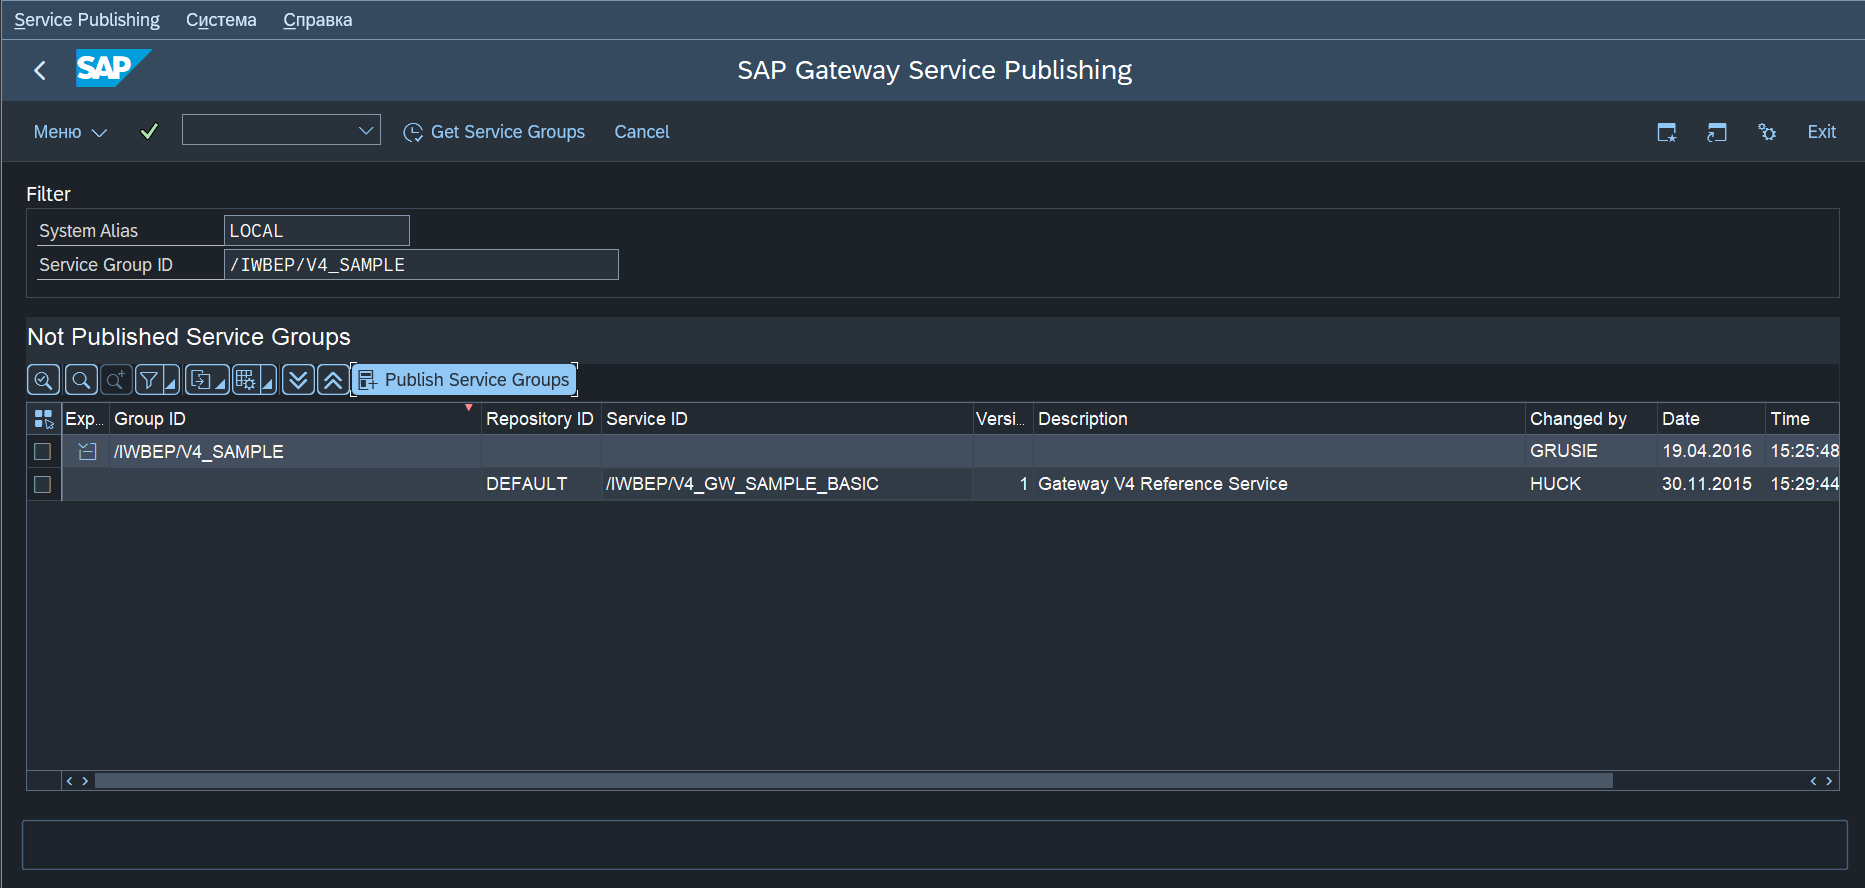 Service Publishing Система Справка
SAP SAP Gateway Service Publishing
Меню Get Service Groups Cancel Exit
Filter
System Alias LOCAL
Service Group ID /IWBEP/V4_SAMPLE
Not Published Service Groups
Publish Service Groups
Exp... Group ID Repository ID Service ID Versi... Description Changed by Date Time
/IWBEP/V4_SAMPLE GRUSIE 19.04.2016 15:25:48
DEFAULT /IWBEP/V4_GW_SAMPLE_BASIC 1 Gateway V4 Reference Service HUCK 30.11.2015 15:29:44